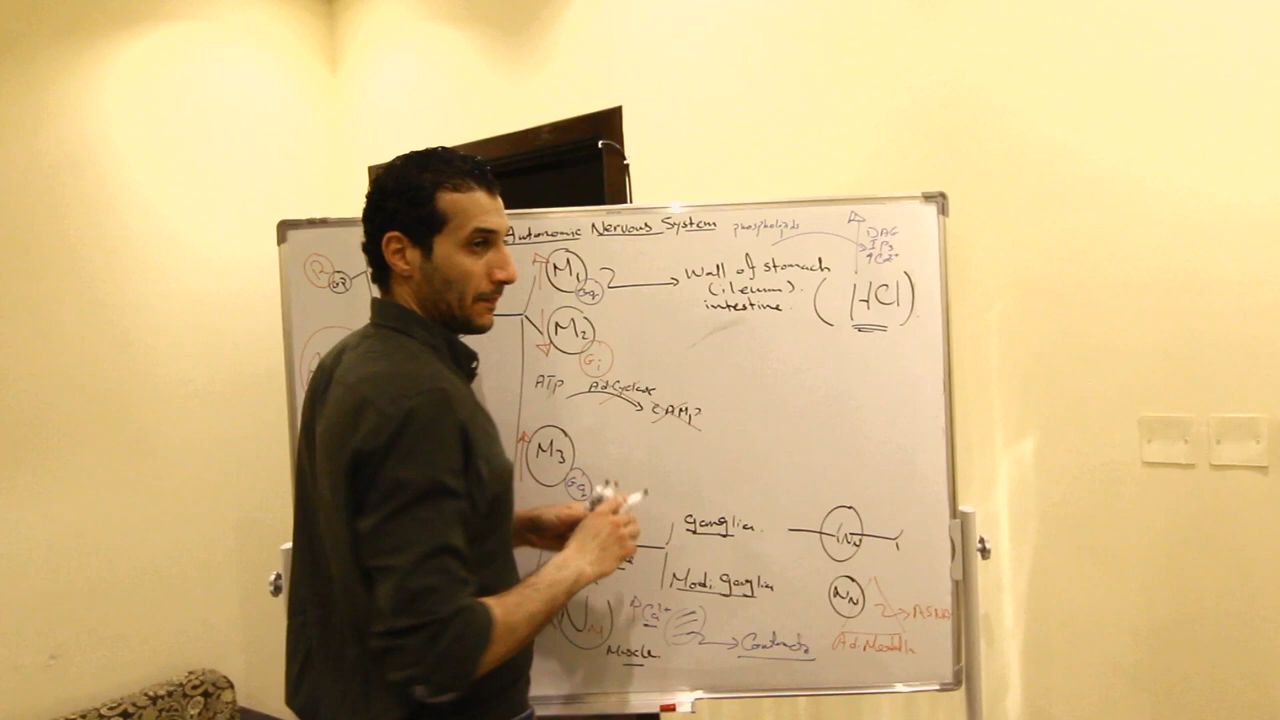 Autonomic Nervous System
phospholipids
DAG
IP3
↑Ca2+
M1
Gq
Wall of stomach
(ileum).
intestine.
(HCl)
M2
Gi
ATP
Ad-Cyclase
cAMP
M3
Gq
Ganglia.
NN
Modi Ganglia
NN
Ad-Medulla
NM
↑Ca2+
Contracts
Muscle